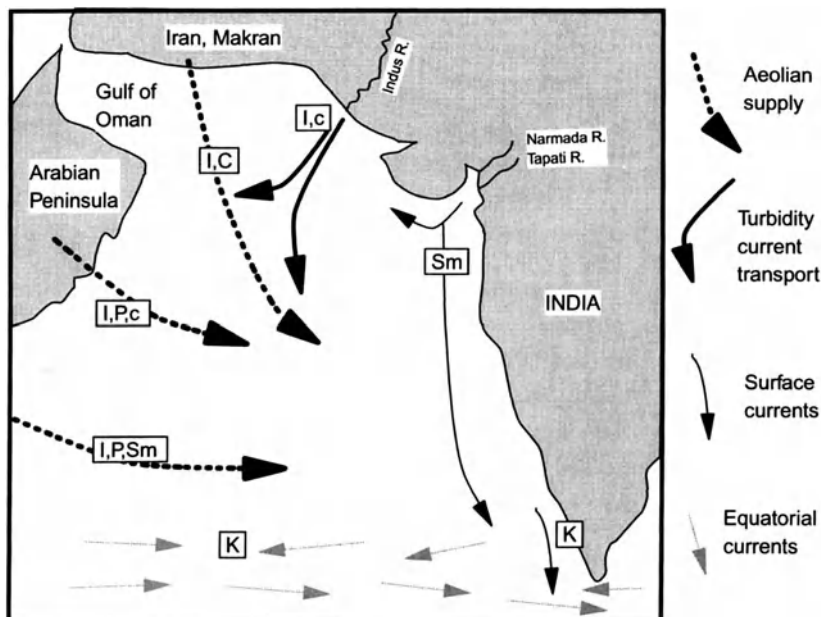 Iran, Makran
Gulf of
Oman
Indus R.
I,c
I,C
Narmada R.
Tapati R.
Arabian
Peninsula
Sm
INDIA
I,P,c
I,P,Sm
K
K
Aeolian
supply
Turbidity
current
transport
Surface
currents
Equatorial
currents